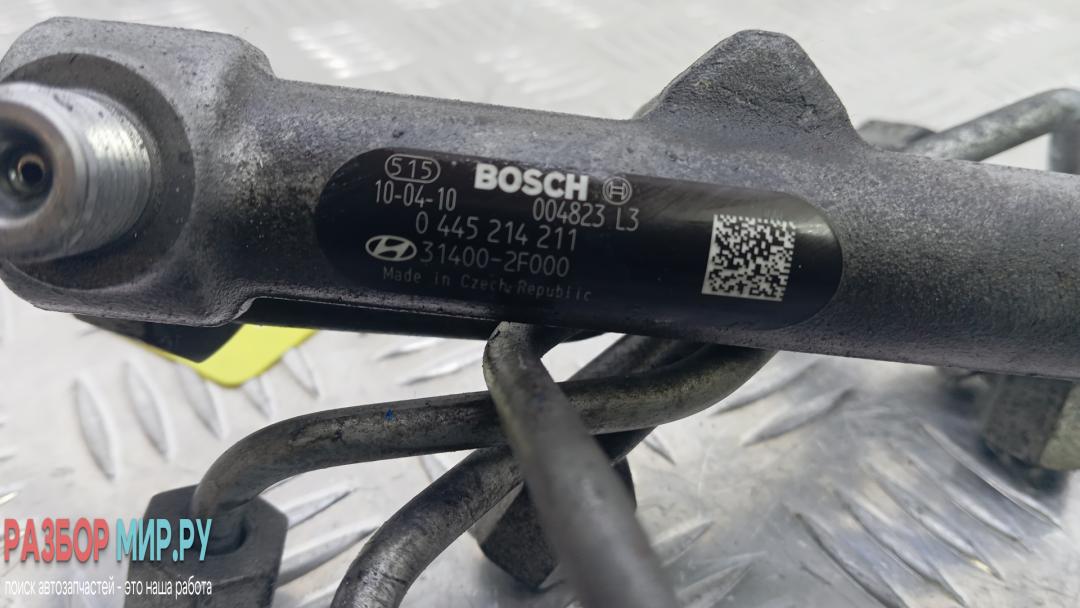 515 BOSCH
10-04-10 004823 L3
0 445 214 211
31400-2F000
Made in Czech Republic
РАЗБОР МИР.РУ
поиск автозапчастей - это наша работа